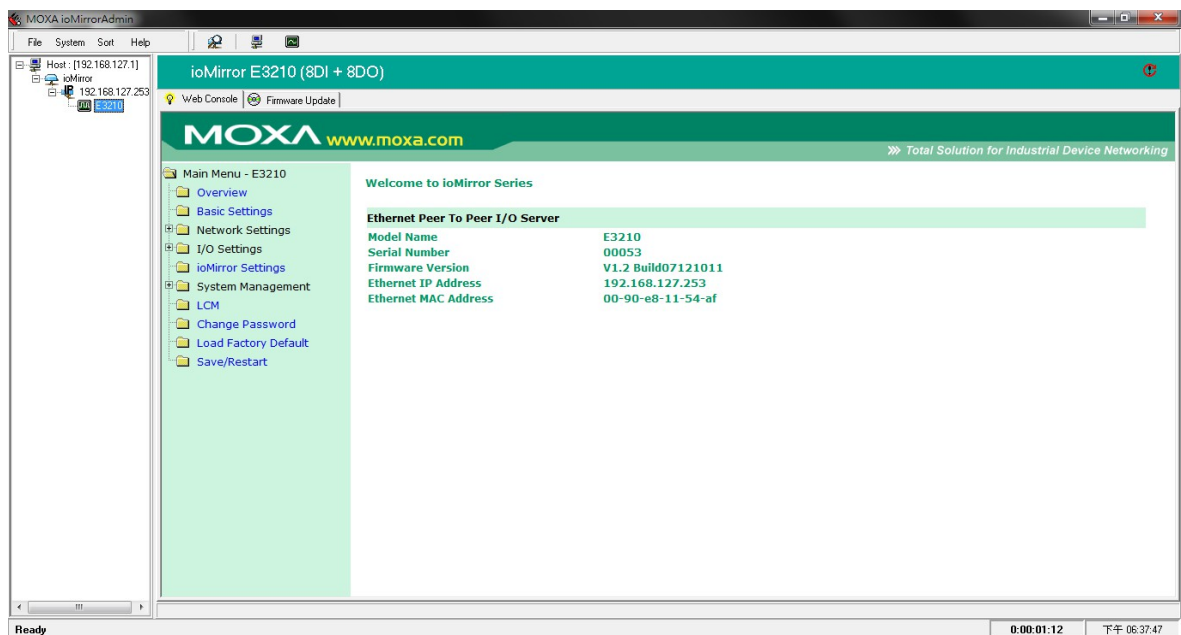 MOXA ioMirrorAdmin
File System Sort Help
Host : [192.168.127.1]
ioMirror
192.168.127.253
E3210
ioMirror E3210 (8DI + 8DO)
Web Console Firmware Update
MOXA www.moxa.com
Total Solution for Industrial Device Networking
Main Menu - E3210
Overview
Basic Settings
Network Settings
I/O Settings
ioMirror Settings
System Management
LCM
Change Password
Load Factory Default
Save/Restart
Welcome to ioMirror Series
Ethernet Peer To Peer I/O Server
Model Name E3210
Serial Number 00053
Firmware Version V1.2 Build07121011
Ethernet IP Address 192.168.127.253
Ethernet MAC Address 00-90-e8-11-54-af
Ready 0:00:01:12 下午 06:37:47